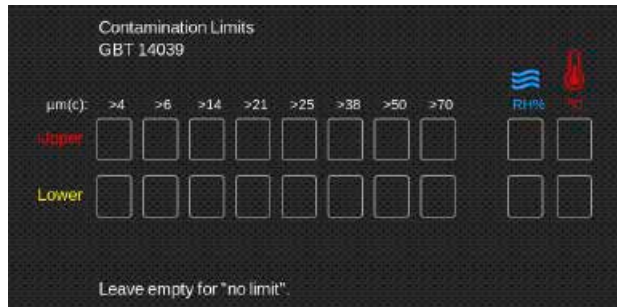 Contamination Limits
GBT 14039
µm(c): >4 >6 >14 >21 >25 >38 >50 >70 RH% °C
Upper
Lower
Leave empty for "no limit".